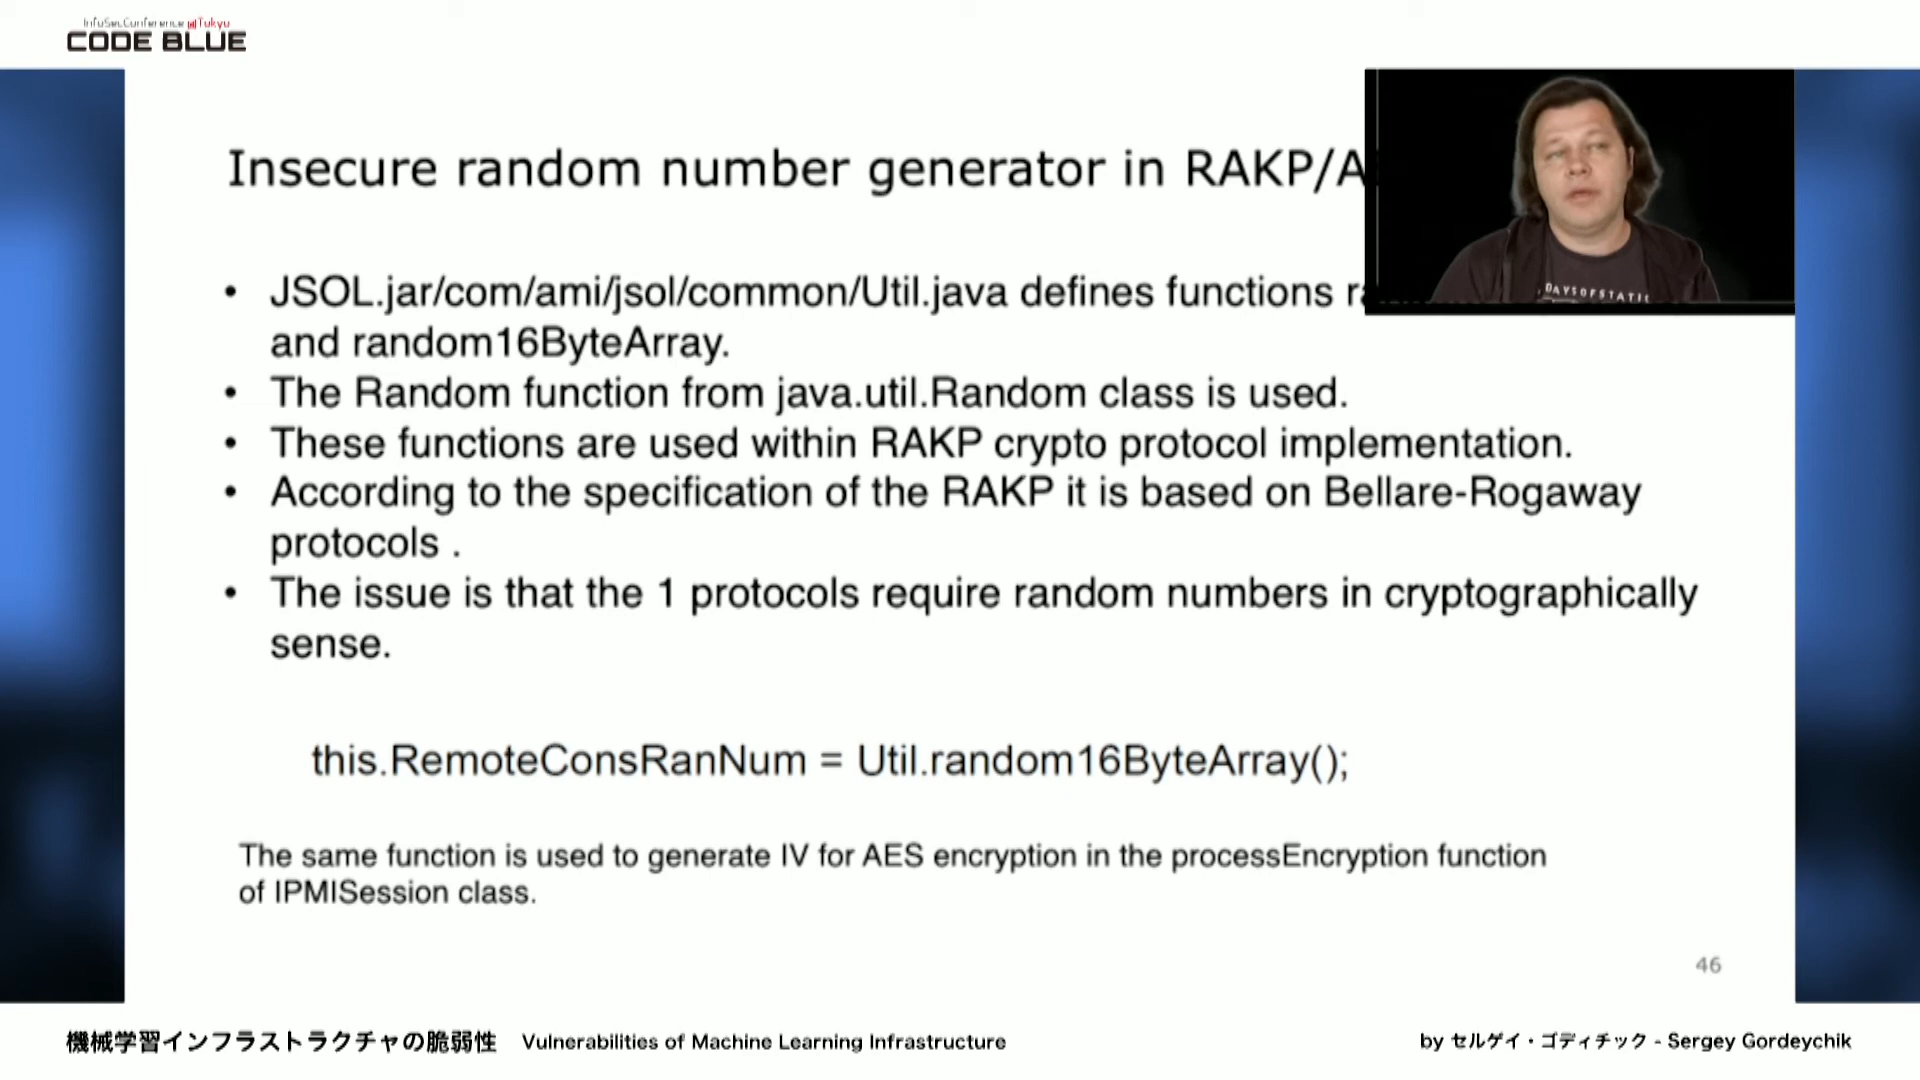 InfoSecConference @Tokyo
CODE BLUE
Insecure random number generator in RAKP/A
• JSOL.jar/com/ami/jsol/common/Util.java defines functions
and random16ByteArray.
• The Random function from java.util.Random class is used.
• These functions are used within RAKP crypto protocol implementation.
• According to the specification of the RAKP it is based on Bellare-Rogaway
protocols .
• The issue is that the 1 protocols require random numbers in cryptographically
sense.
this.RemoteConsRanNum = Util.random16ByteArray();
The same function is used to generate IV for AES encryption in the processEncryption function
of IPMISession class.
46
DAYSOFSTATIC
機械学習インフラストラクチャの脆弱性 Vulnerabilities of Machine Learning Infrastructure
by セルゲイ・ゴディチック - Sergey Gordeychik